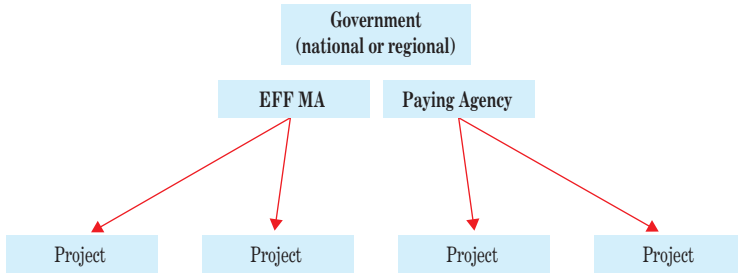 Government
(national or regional)
EFF MA
Paying Agency
Project
Project
Project
Project